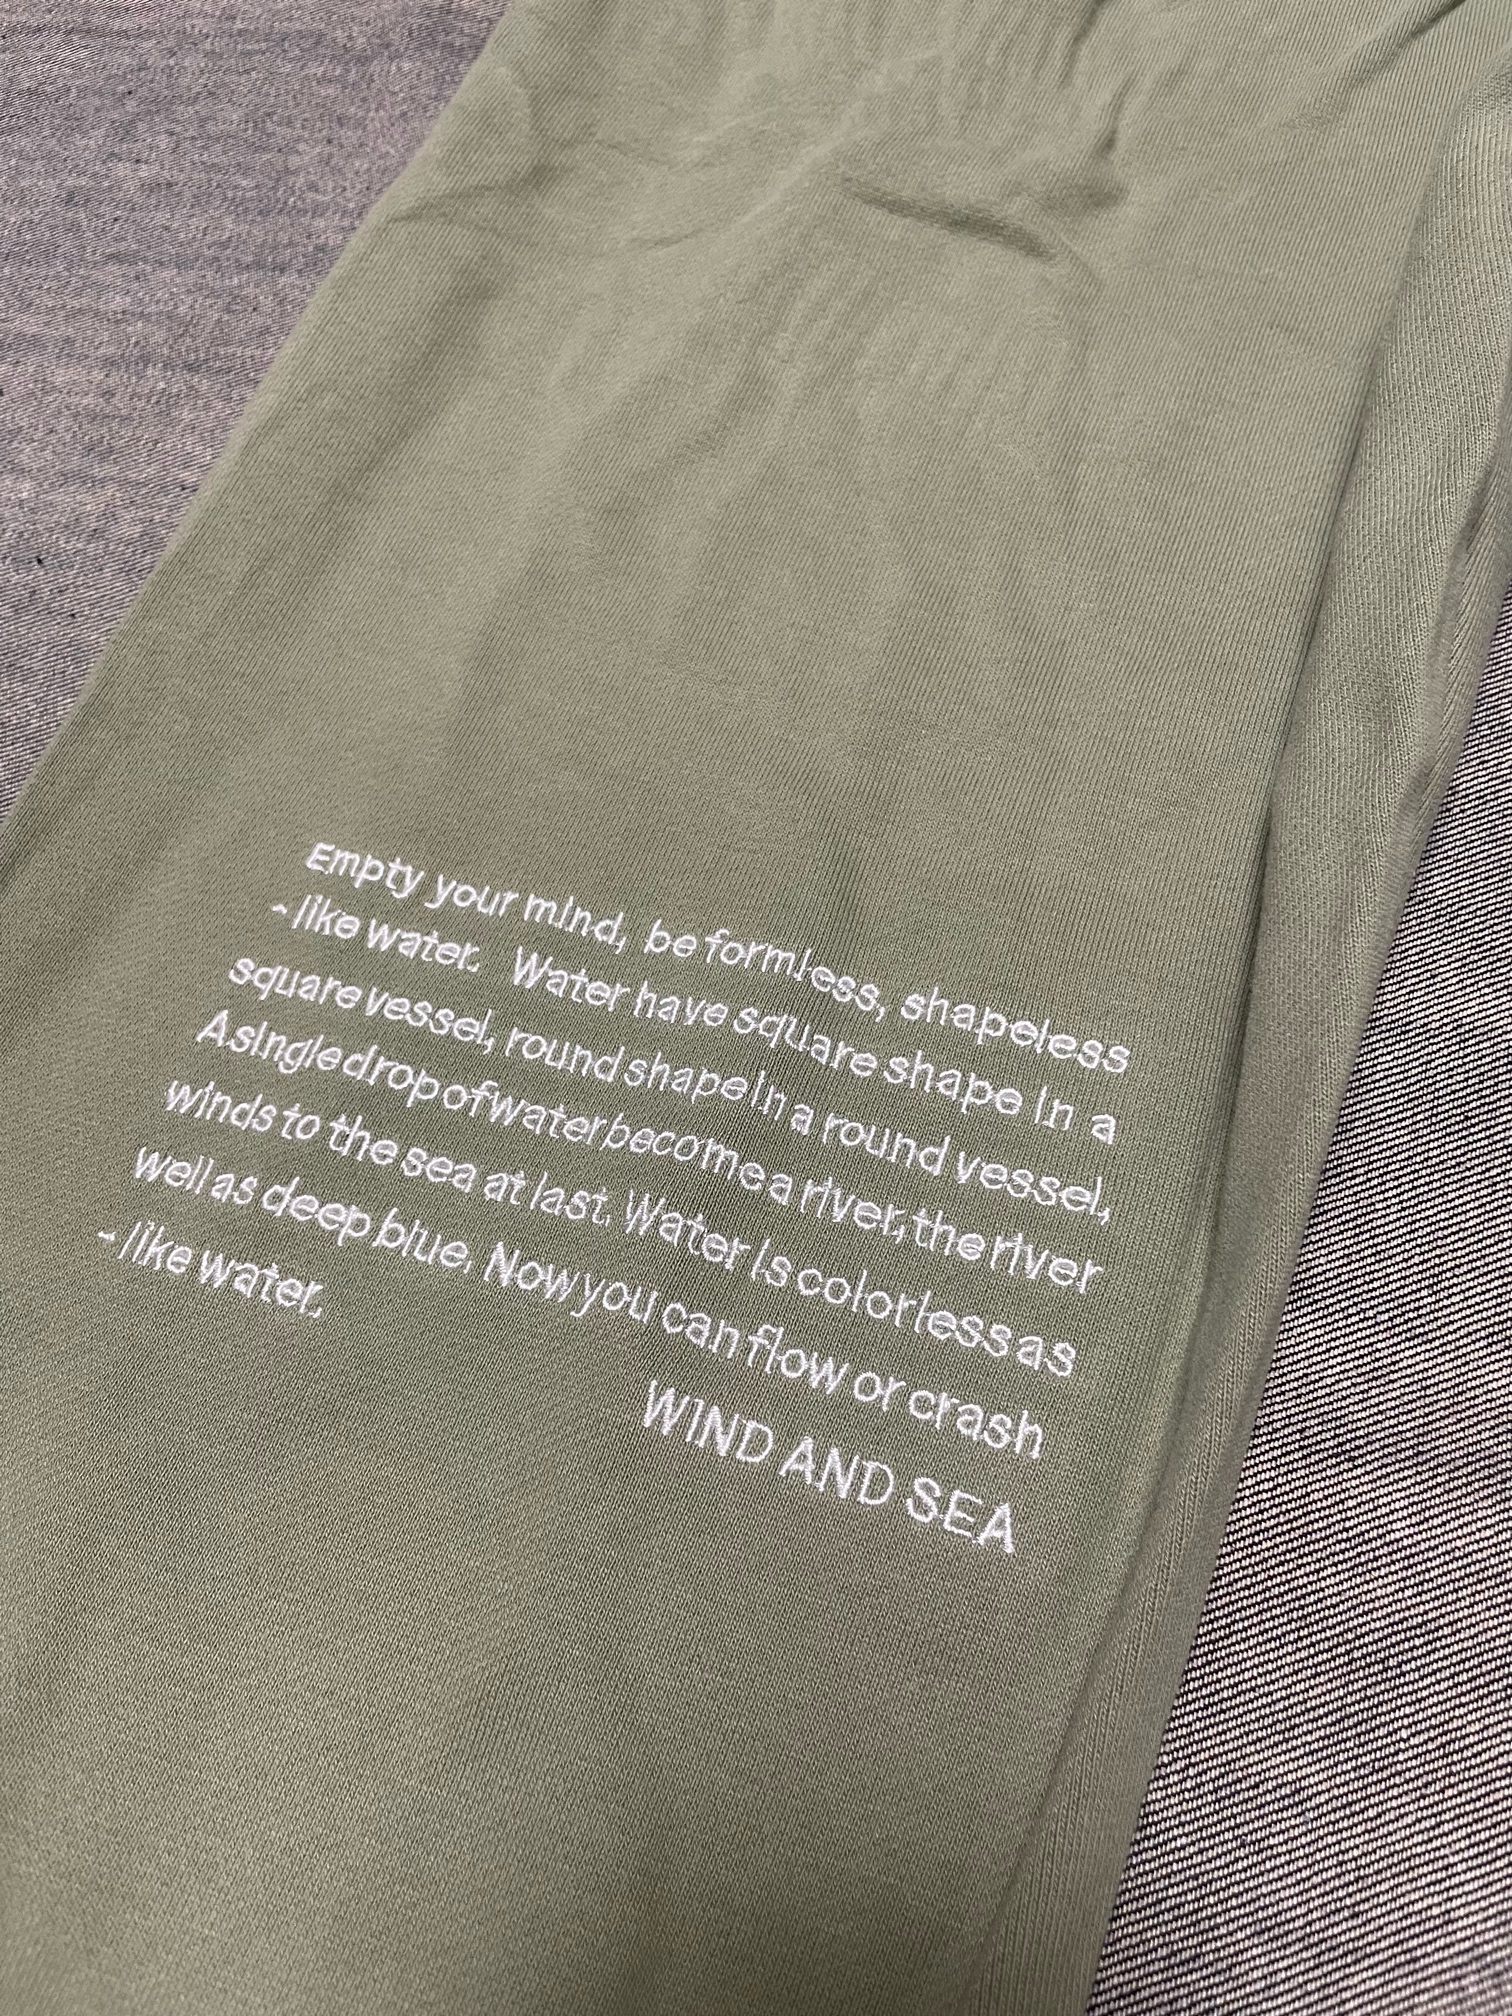 Empty your mind, be formless, shapeless
- like water. Water have square shape in a
square vessel, round shape in a round vessel,
A single drop of water become a river, the river
winds to the sea at last. Water is colorless as
well as deep blue. Now you can flow or crash
- like water.
WIND AND SEA